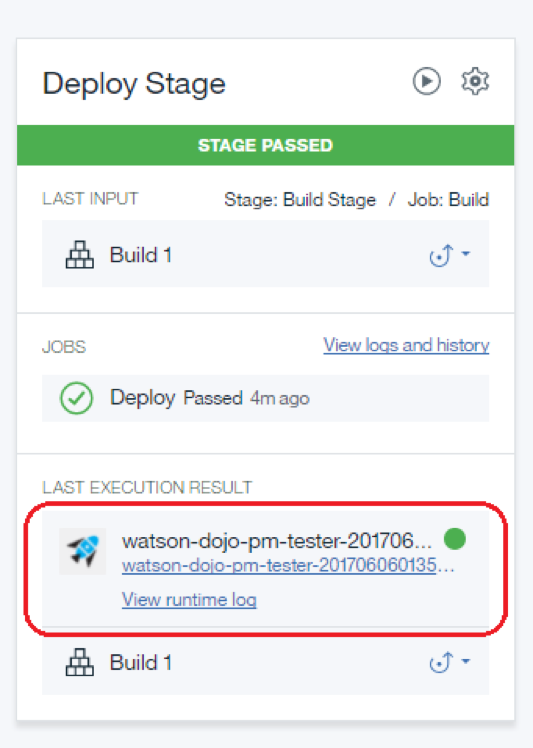 Deploy Stage
STAGE PASSED
LAST INPUT Stage: Build Stage / Job: Build
Build 1
JOBS View logs and history
Deploy Passed 4m ago
LAST EXECUTION RESULT
watson-dojo-pm-tester-201706...
watson-dojo-pm-tester-201706060135...
View runtime log
Build 1